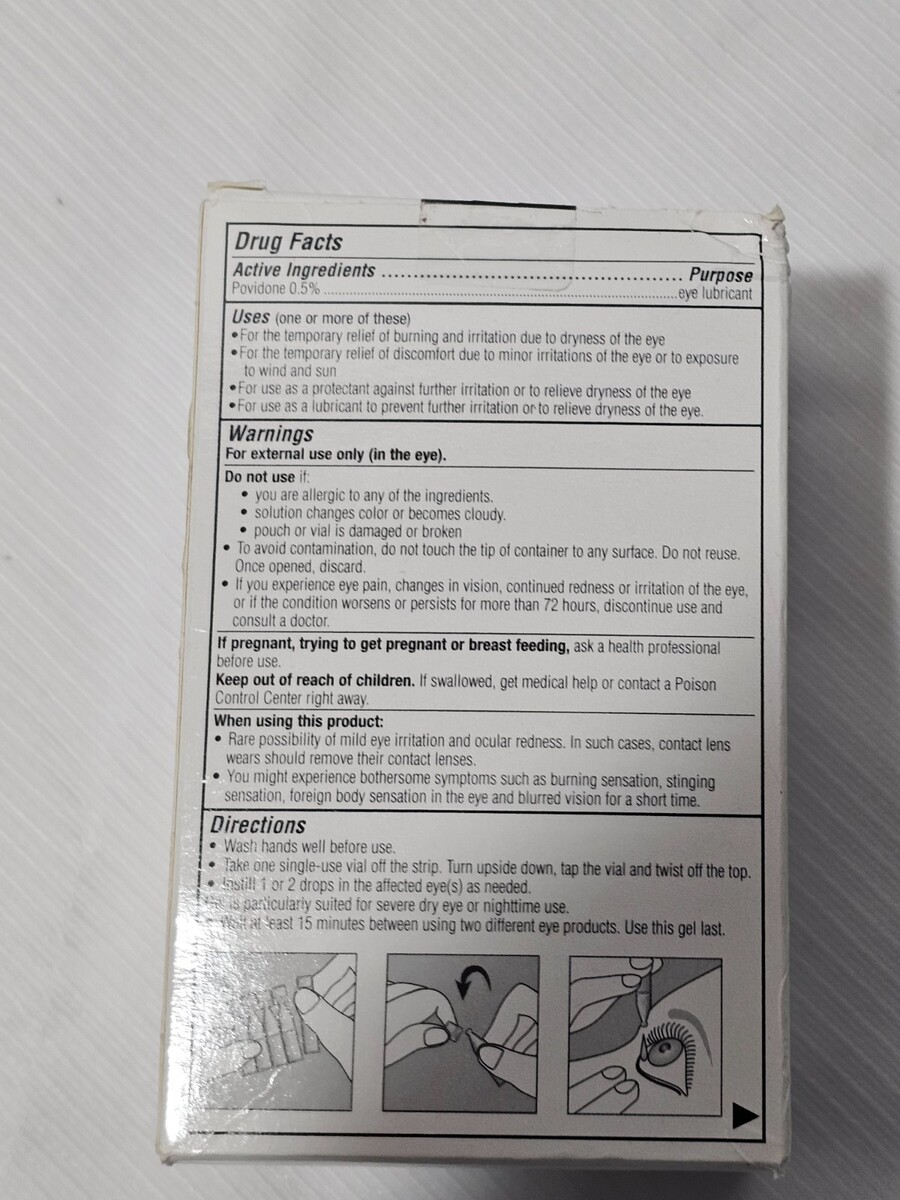 Drug Facts
Active Ingredients ............................................... Purpose
Povidone 0.5% ........................................................................................eye lubricant
Uses (one or more of these)
•For the temporary relief of burning and irritation due to dryness of the eye
•For the temporary relief of discomfort due to minor irritations of the eye or to exposure
to wind and sun
•For use as a protectant against further irritation or to relieve dryness of the eye
•For use as a lubricant to prevent further irritation or to relieve dryness of the eye.
Warnings
For external use only (in the eye).
Do not use if:
• you are allergic to any of the ingredients.
• solution changes color or becomes cloudy.
• pouch or vial is damaged or broken
• To avoid contamination, do not touch the tip of container to any surface. Do not reuse.
Once opened, discard.
• If you experience eye pain, changes in vision, continued redness or irritation of the eye,
or if the condition worsens or persists for more than 72 hours, discontinue use and
consult a doctor.
If pregnant, trying to get pregnant or breast feeding, ask a health professional
before use.
Keep out of reach of children. If swallowed, get medical help or contact a Poison
Control Center right away.
When using this product:
• Rare possibility of mild eye irritation and ocular redness. In such cases, contact lens
wears should remove their contact lenses.
• You might experience bothersome symptoms such as burning sensation, stinging
sensation, foreign body sensation in the eye and blurred vision for a short time.
Directions
• Wash hands well before use.
• Take one single-use vial off the strip. Turn upside down, tap the vial and twist off the top.
• Instill 1 or 2 drops in the affected eye(s) as needed.
is particularly suited for severe dry eye or nighttime use.
• Wait at least 15 minutes between using two different eye products. Use this gel last.